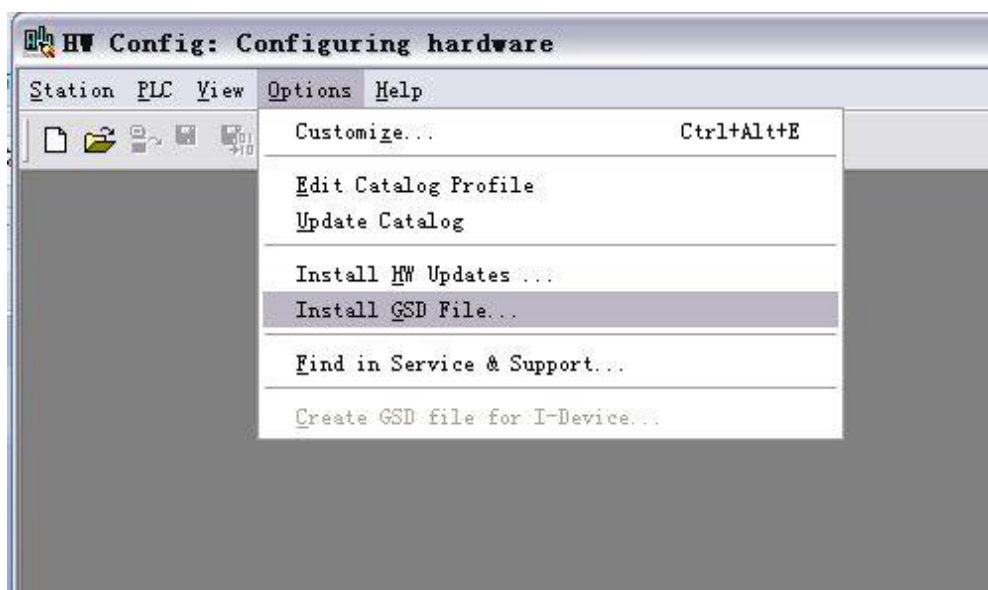 HW Config: Configuring hardware
Station PLC View Options Help
Customize... Ctrl+Alt+E
Edit Catalog Profile
Update Catalog
Install HW Updates ...
Install GSD File...
Find in Service & Support...
Create GSD file for I-Device...